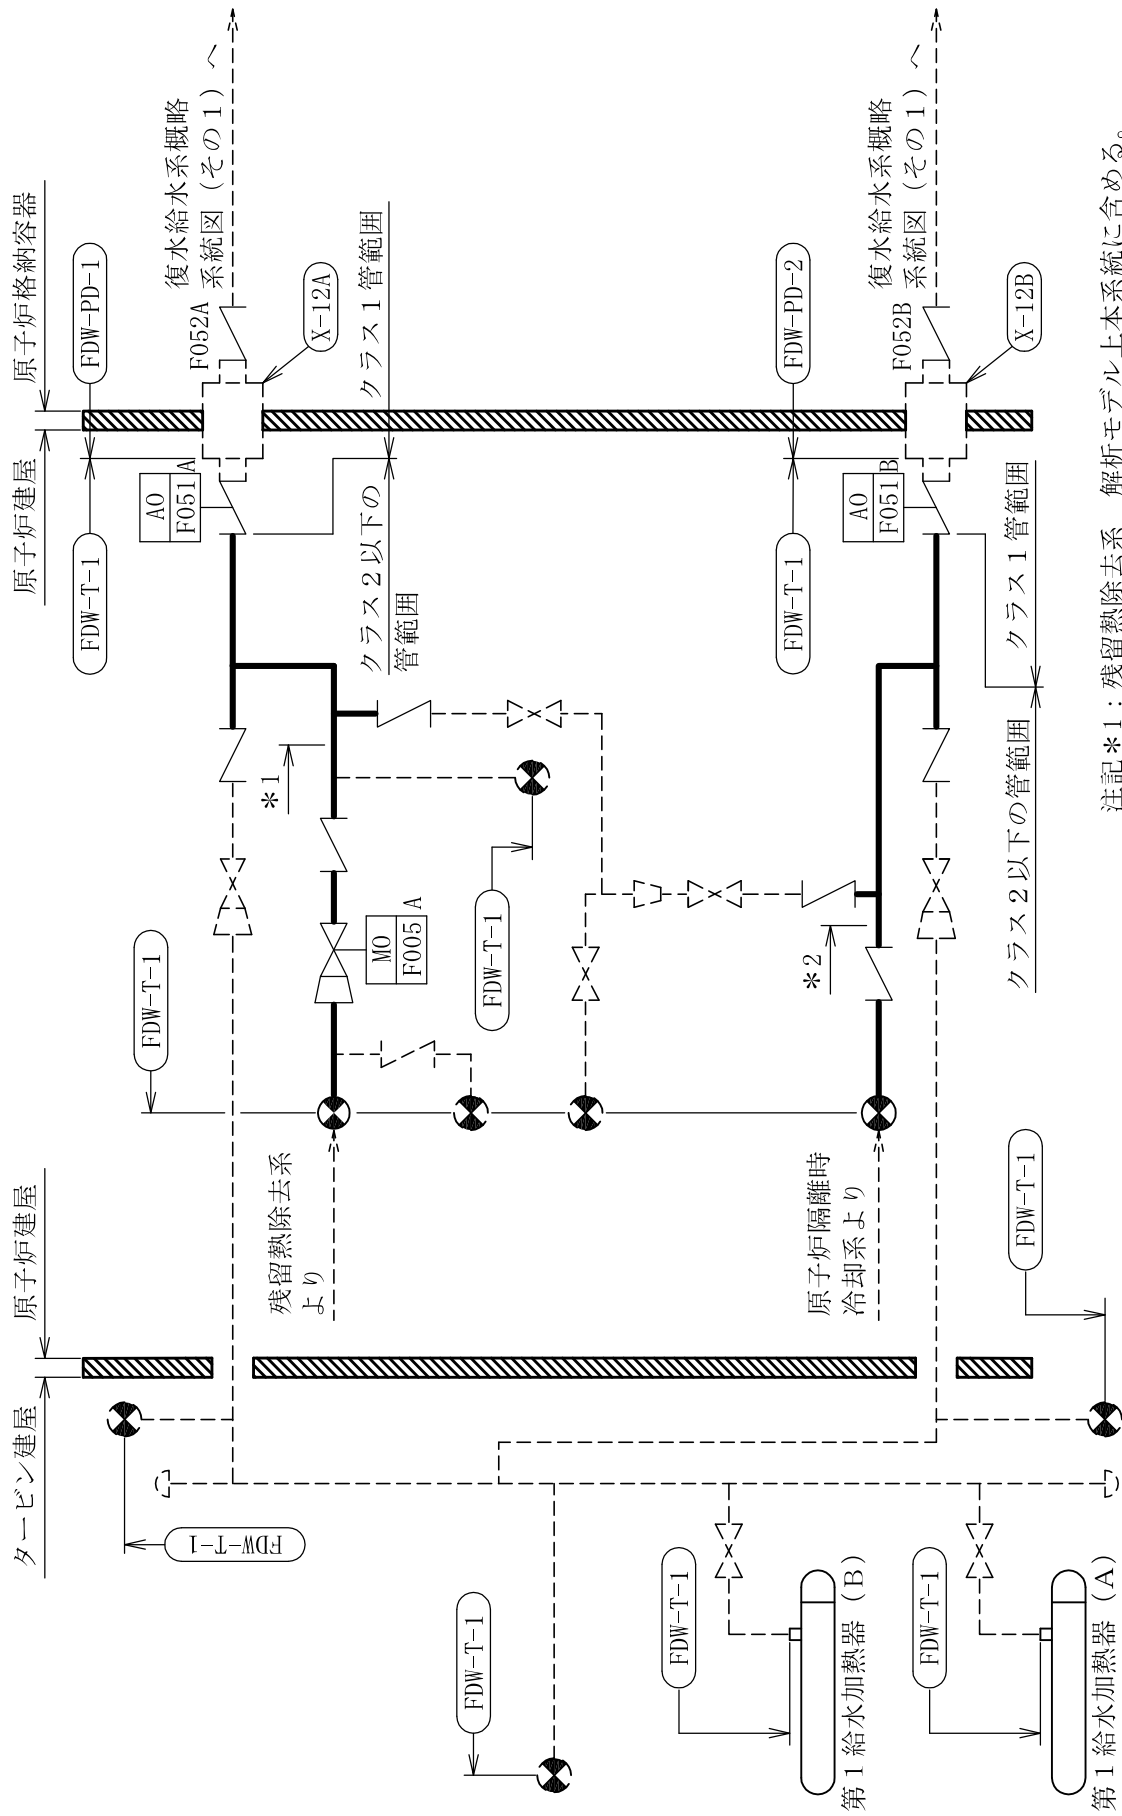 タービン建屋
原子炉建屋
原子炉建屋
原子炉格納容器
FDW-T-1
FDW-T-1
FDW-T-1
FDW-PD-1
復水給水系概略
系統図（その１）へ
AO
F051
A
F052A
X-12A
クラス２以下の
管範囲
クラス１管範囲
＊1
残留熱除去系
より
MO
F005
A
FDW-T-1
FDW-T-1
FDW-T-1
FDW-PD-2
復水給水系概略
系統図（その１）へ
AO
F051
B
F052B
X-12B
＊2
原子炉隔離時
冷却系より
クラス２以下の管範囲
クラス１管範囲
FDW-T-1
第１給水加熱器（B）
FDW-T-1
FDW-T-1
第１給水加熱器（A）
注記＊1：残留熱除去系　解析モデル上本系統に含める。